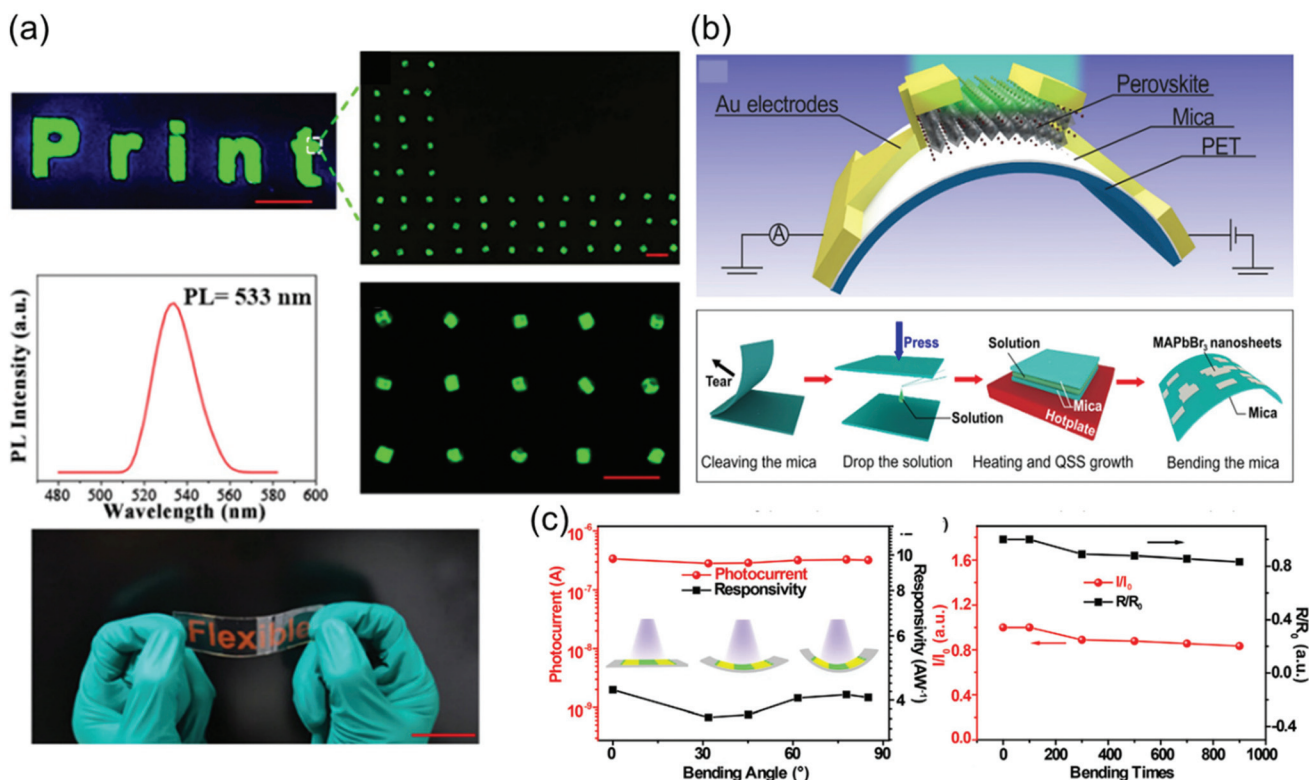 (a)
Print
PL= 533 nm
PL Intensity (a.u.)
480 500 520 540 560 580 600
Wavelength (nm)
Flexible
(b)
Au electrodes
Perovskite
Mica
PET
A
Tear
Press
Solution
Solution
Mica
Hotplate
MAPbBr₃ nanosheets
Mica
Cleaving the mica
Drop the solution
Heating and QSS growth
Bending the mica
(c)
10⁻⁶
10⁻⁷
10⁻⁸
10⁻⁹
Photocurrent (A)
Photocurrent
Responsivity
10
8
6
4
Responsivity (AW⁻¹)
0 30 60 90
Bending Angle (°)
)
1.6
1.2
0.8
0.4
0.0
I/I₀ (a.u.)
I/I₀
R/R₀
0.8
0.4
-0.0
-0.4
R/R₀ (a.u.)
0 200 400 600 800 1000
Bending Times